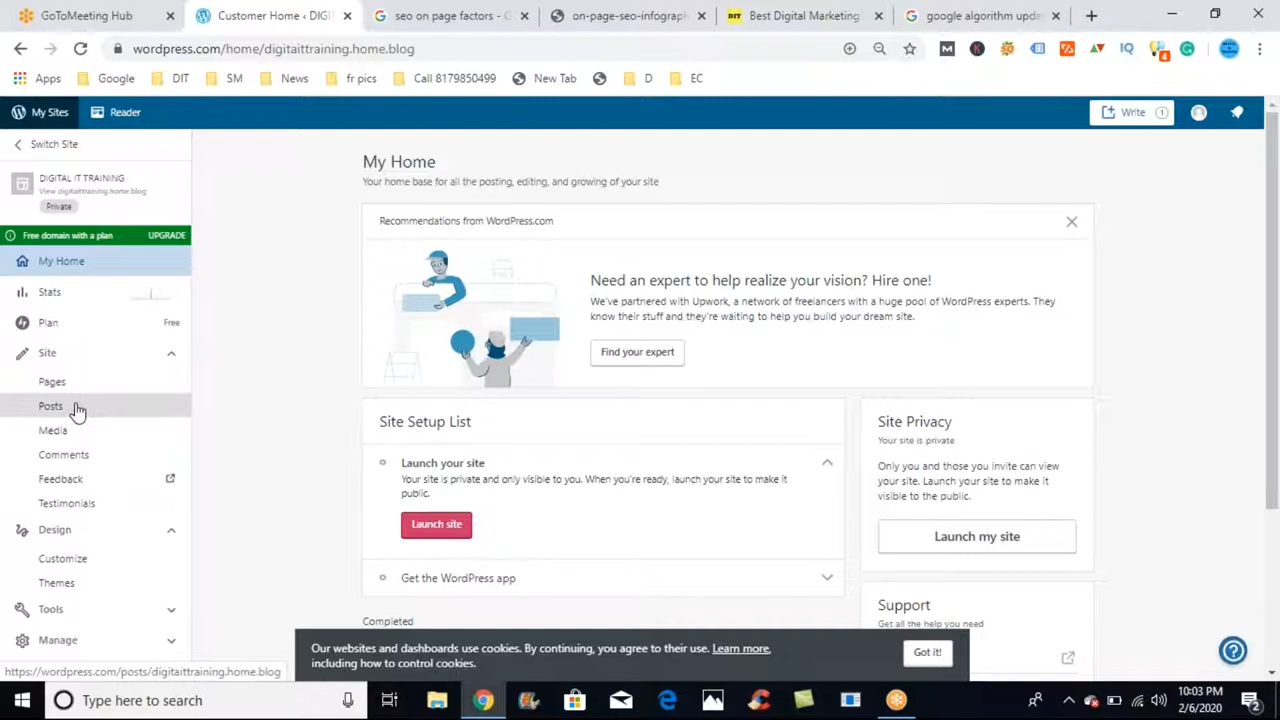 GoToMeeting Hub
Customer Home ‹ DIGI
seo on page factors - G
on-page-seo-infograph
DIT Best Digital Marketing
google algorithm upda
wordpress.com/home/digitaittraining.home.blog
Apps Google DIT SM News fr pics Call 8179850499 New Tab D EC
My Sites Reader Write 1
Switch Site
DIGITAL IT TRAINING
View digitaittraining.home.blog
Private
Free domain with a plan UPGRADE
My Home
Stats
Plan Free
Site
Pages
Posts
Media
Comments
Feedback
Testimonials
Design
Customize
Themes
Tools
Manage
https://wordpress.com/posts/digitaittraining.home.blog
My Home
Your home base for all the posting, editing, and growing of your site
Recommendations from WordPress.com
Need an expert to help realize your vision? Hire one!
We've partnered with Upwork, a network of freelancers with a huge pool of WordPress experts. They
know their stuff and they're waiting to help you build your dream site.
Find your expert
Site Setup List
Launch your site
Your site is private and only visible to you. When you're ready, launch your site to make it
public.
Launch site
Get the WordPress app
Completed
Site Privacy
Your site is private
Only you and those you invite can view
your site. Launch your site to make it
visible to the public.
Launch my site
Support
Get all the help you need
Our websites and dashboards use cookies. By continuing, you agree to their use. Learn more,
including how to control cookies.
Got it!
Type here to search
10:03 PM
2/6/2020
2